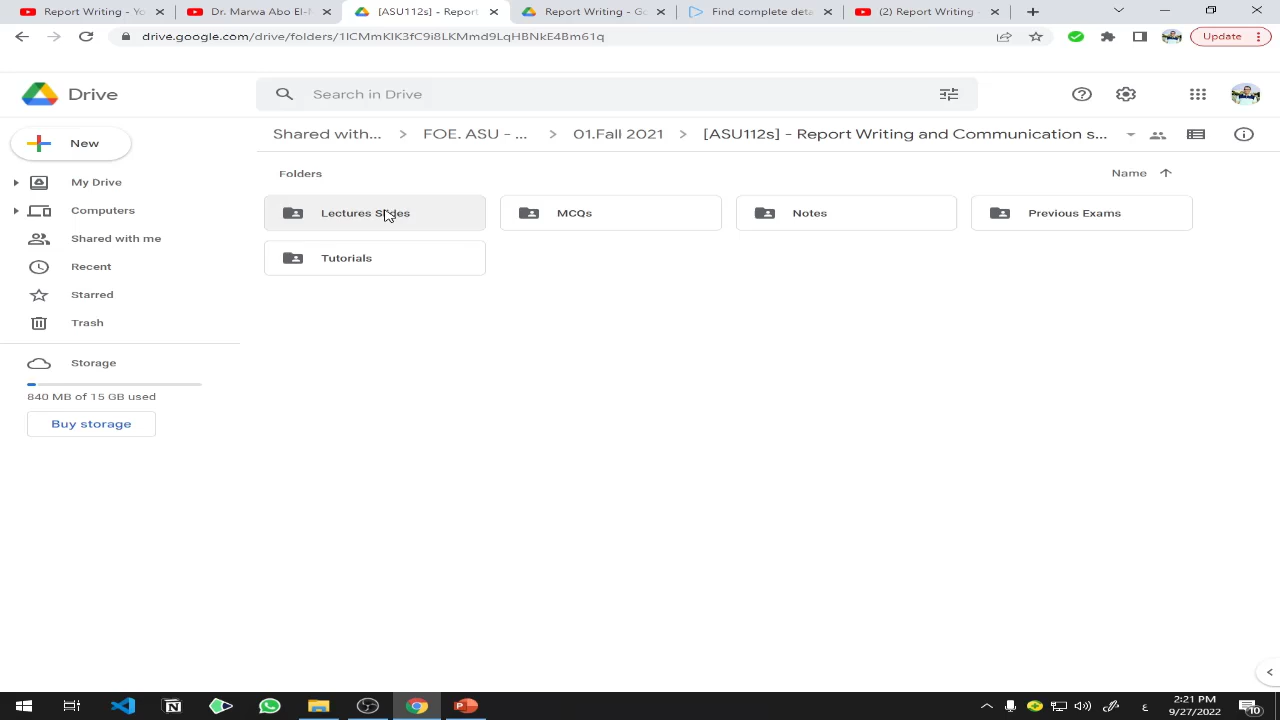 Report Writing - Yo
Dr. Marwa Abo El-M
[ASU112s] - Report
Report Writing - Go
Find complete deta
(2) Report Writing
drive.google.com/drive/folders/1lCMmKlK3fC9i8LKMmd9LqHBNkE4Bm61q
Update
Drive
Search in Drive
New
Shared with...
FOE. ASU - ...
01.Fall 2021
[ASU112s] - Report Writing and Communication s...
Folders
Name
My Drive
Computers
Shared with me
Recent
Starred
Trash
Storage
840 MB of 15 GB used
Buy storage
Lectures Slides
MCQs
Notes
Previous Exams
Tutorials
ع
2:21 PM
9/27/2022
10